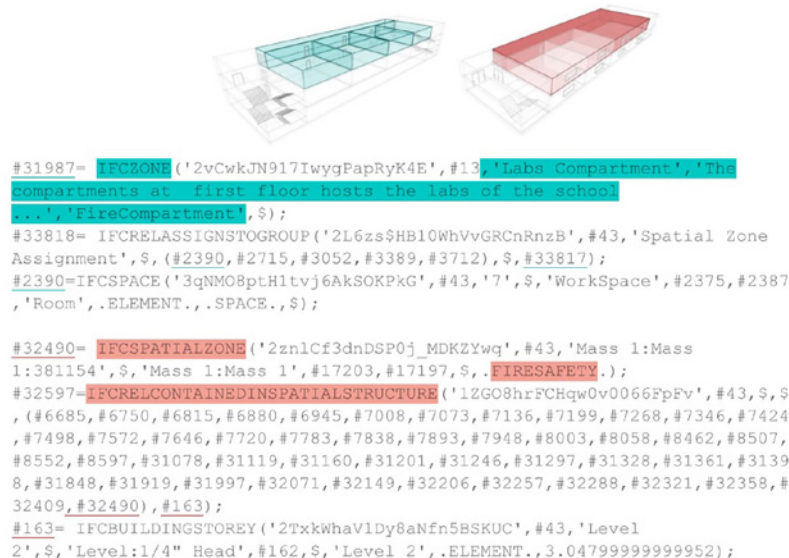 #31987= IFCZONE('2vCwkJN917IwygPapRyK4E',#13,'Labs Compartment','The
compartments at first floor hosts the labs of the school
...','FireCompartment',$);
#33818= IFCRELASSIGNSTOGROUP('2L6zs$HB10WhVvGRCnRnzB',#43,'Spatial Zone
Assignment',$,(#2390,#2715,#3052,#3389,#3712),$,#33817);
#2390=IFCSPACE('3qNMO8ptH1tvj6AkSOKPkG',#43,'7',$,'WorkSpace',#2375,#2387
,'Room',.ELEMENT.,.SPACE.,$);
#32490= IFCSPATIALZONE('2znlCf3dnDSP0j_MDKZYwq',#43,'Mass 1:Mass
1:381154',$,'Mass 1:Mass 1',#17203,#17197,$,.FIRESAFETY.);
#32597=IFCRELCONTAINEDINSPATIALSTRUCTURE('1ZGO8hrFCHqw0v0066FpFv',#43,$,$
,(#6685,#6750,#6815,#6880,#6945,#7008,#7073,#7136,#7199,#7268,#7346,#7424
,#7498,#7572,#7646,#7720,#7783,#7838,#7893,#7948,#8003,#8058,#8462,#8507,
#8552,#8597,#31078,#31119,#31160,#31201,#31246,#31297,#31328,#31361,#3139
8,#31848,#31919,#31997,#32071,#32149,#32206,#32257,#32288,#32321,#32358,#
32409,#32490),#163);
#163= IFCBUILDINGSTOREY('2TxkWhaV1Dy8aNfn5BSKUC',#43,'Level
2',$,'Level:1/4" Head',#162,$,'Level 2',.ELEMENT.,3.04799999999952);